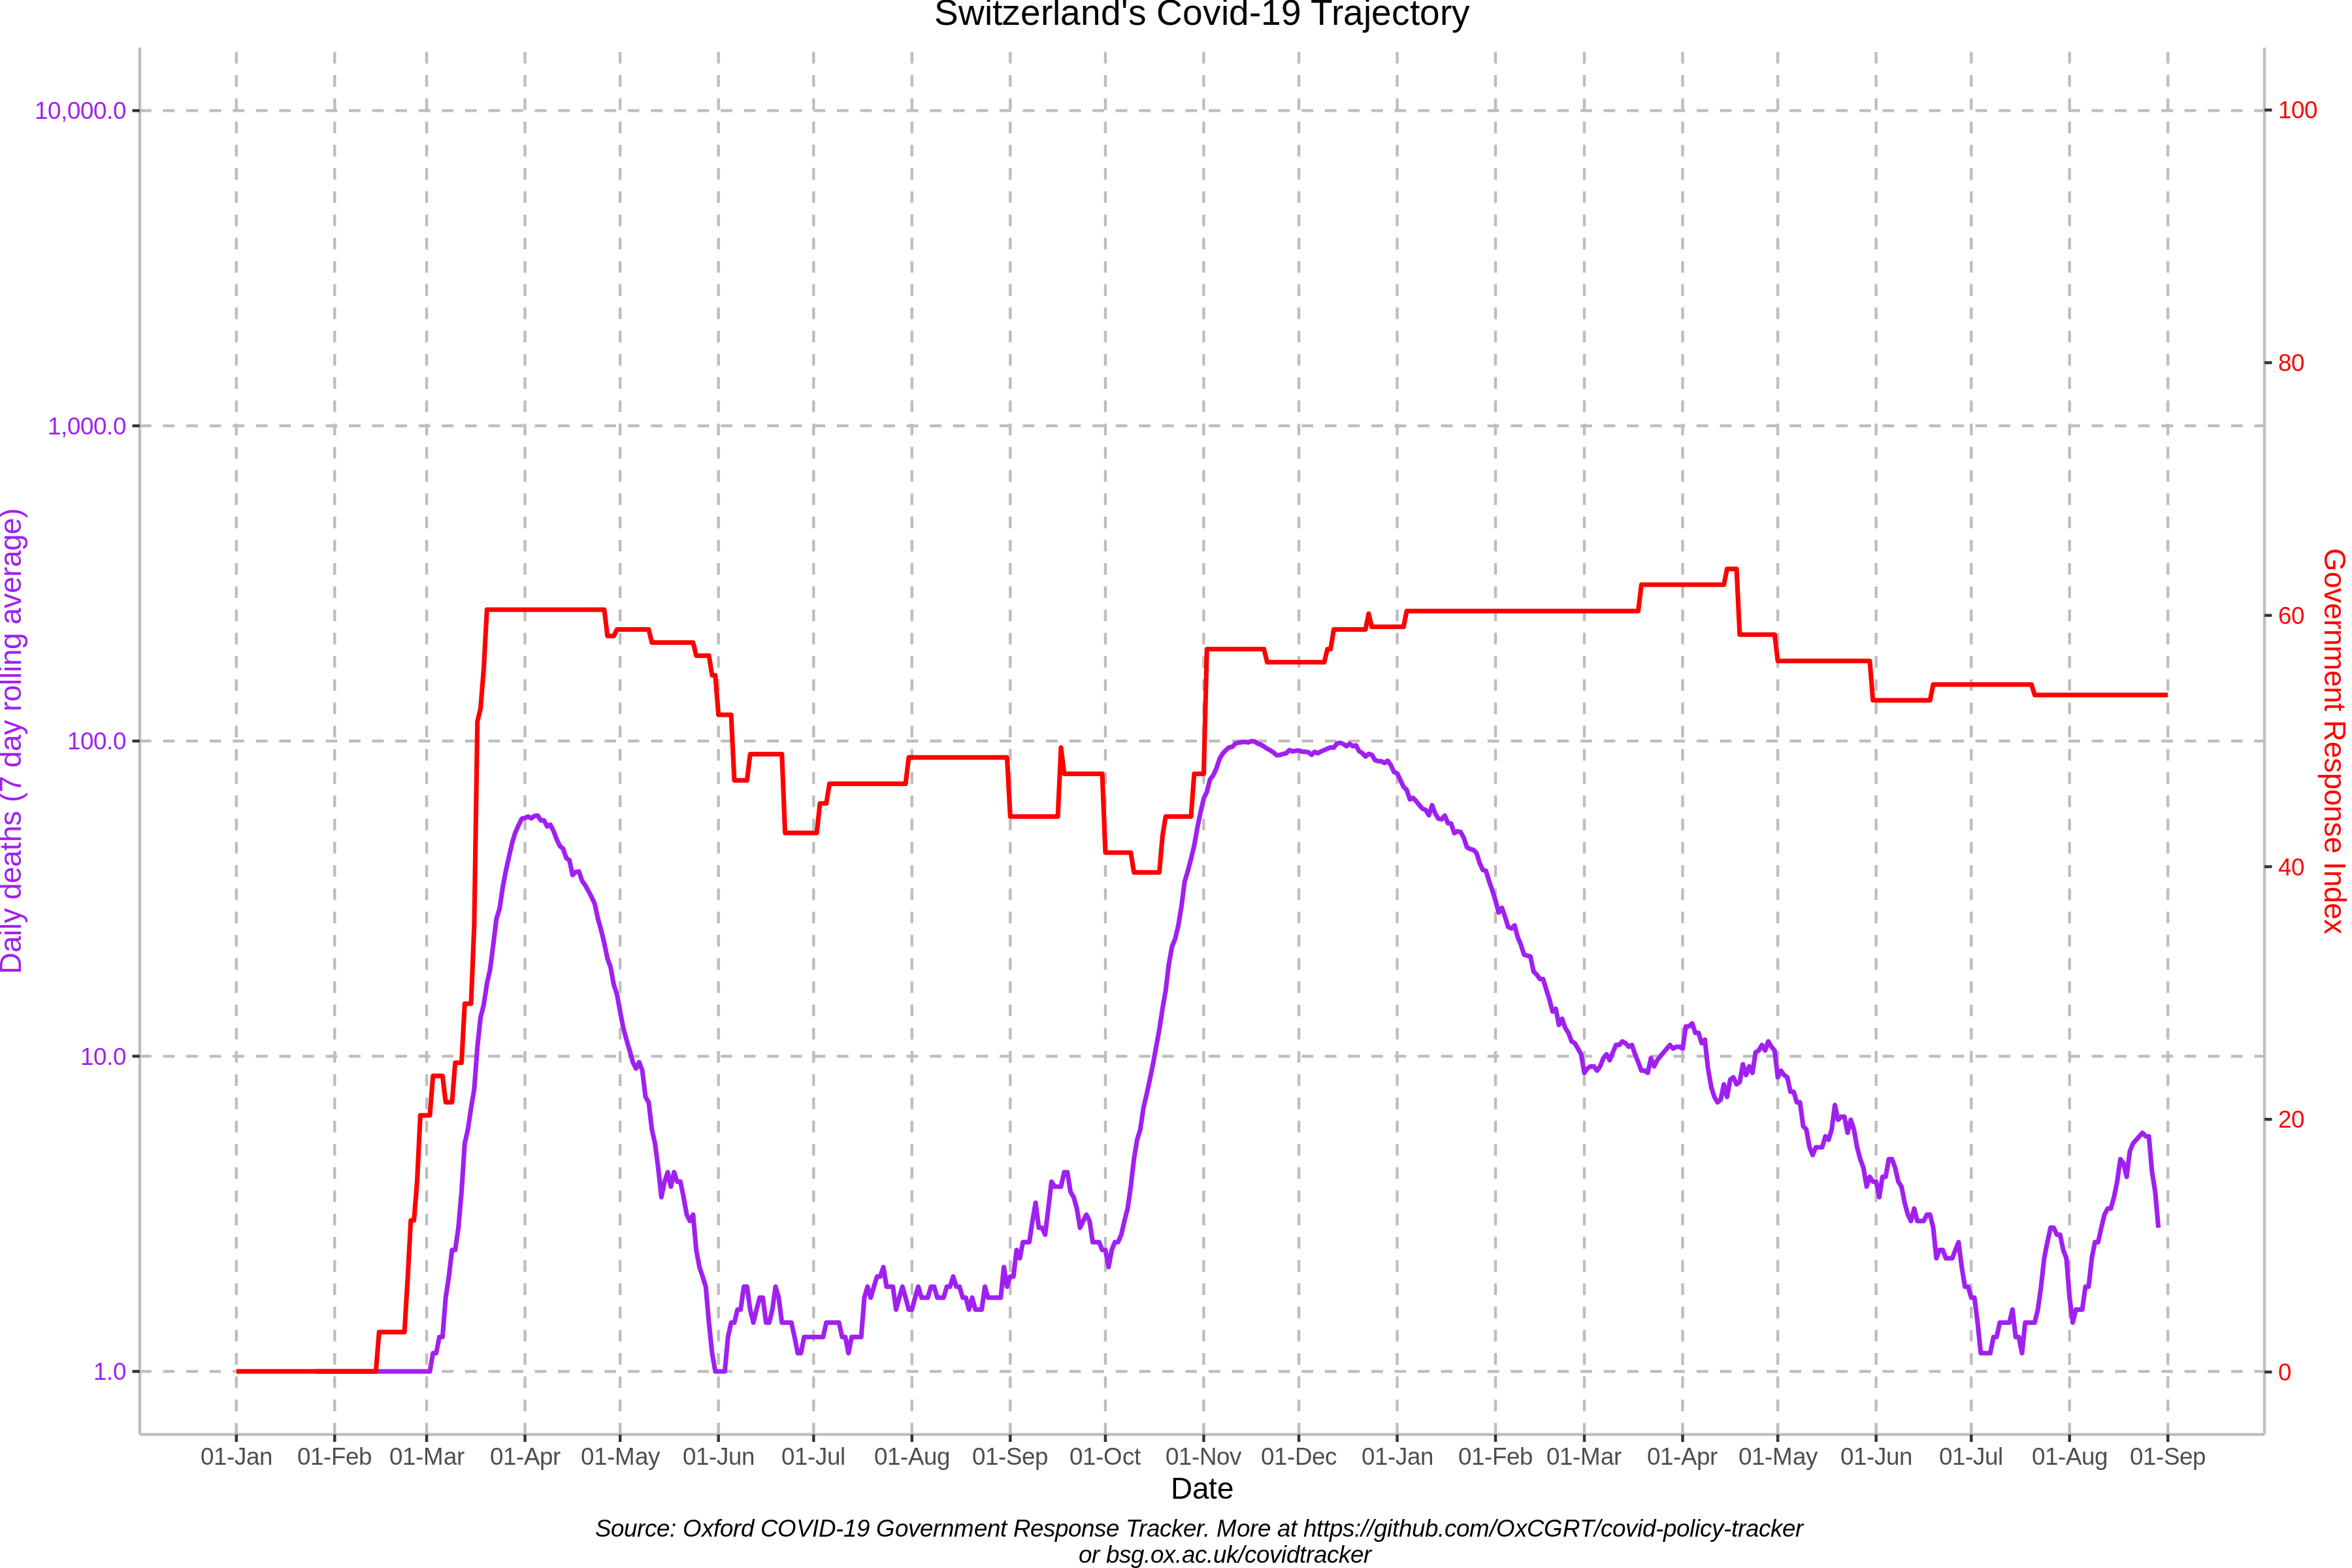 Switzerland's Covid-19 Trajectory
10,000.0
1,000.0
100.0
10.0
1.0
Daily deaths (7 day rolling average)
100
80
60
40
20
0
Government Response Index
01-Jan 01-Feb 01-Mar 01-Apr 01-May 01-Jun 01-Jul 01-Aug 01-Sep 01-Oct 01-Nov 01-Dec 01-Jan 01-Feb 01-Mar 01-Apr 01-May 01-Jun 01-Jul 01-Aug 01-Sep
Date
Source: Oxford COVID-19 Government Response Tracker. More at https://github.com/OxCGRT/covid-policy-tracker
or bsg.ox.ac.uk/covidtracker